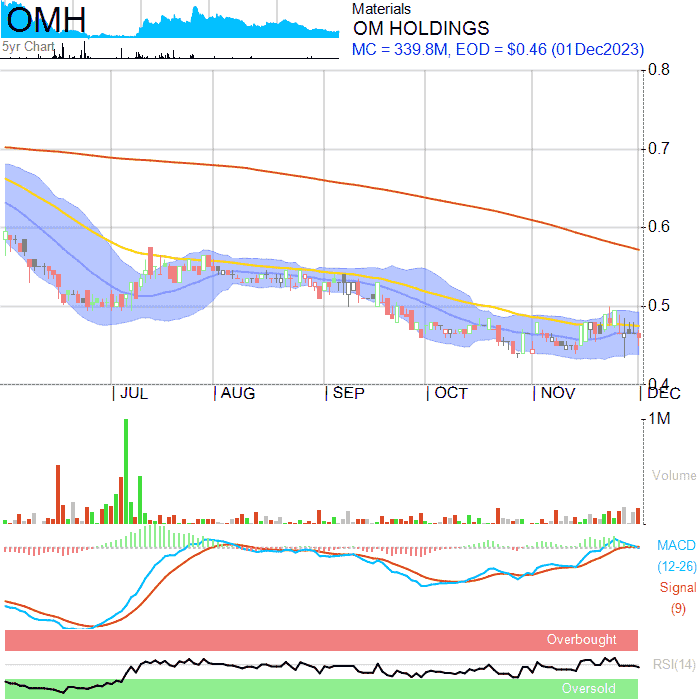 OMH
5yr Chart
Materials
OM HOLDINGS
MC = 339.8M, EOD = $0.46 (01Dec2023)
0.8
0.7
0.6
0.5
0.4
JUL AUG SEP OCT NOV DEC
1M
Volume
MACD
(12-26)
Signal
(9)
Overbought
RSI(14)
Oversold